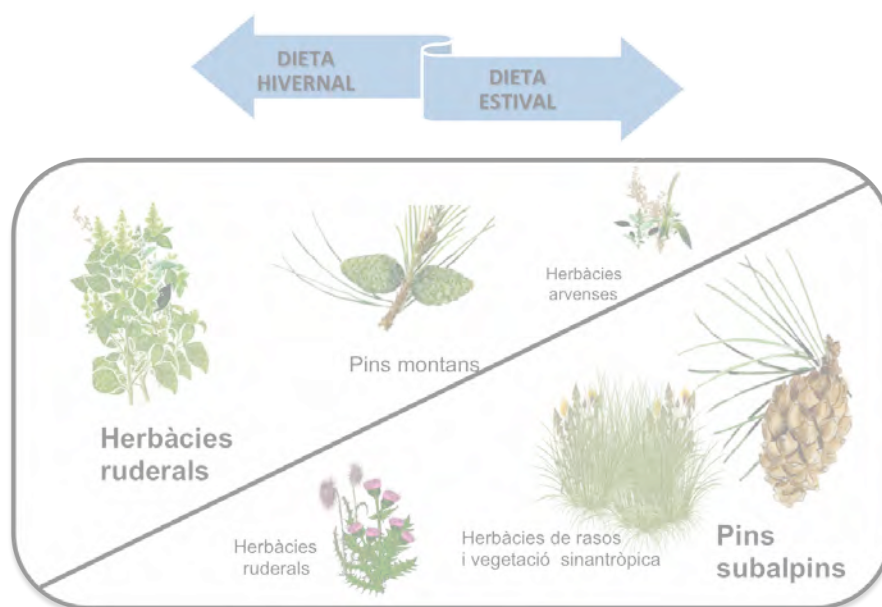 DIETA
HIVERNAL
DIETA
ESTIVAL
Herbàcies
arvenses
Pins montans
Herbàcies
ruderals
Herbàcies
ruderals
Herbàcies de rasos
i vegetació sinantròpica
Pins
subalpins